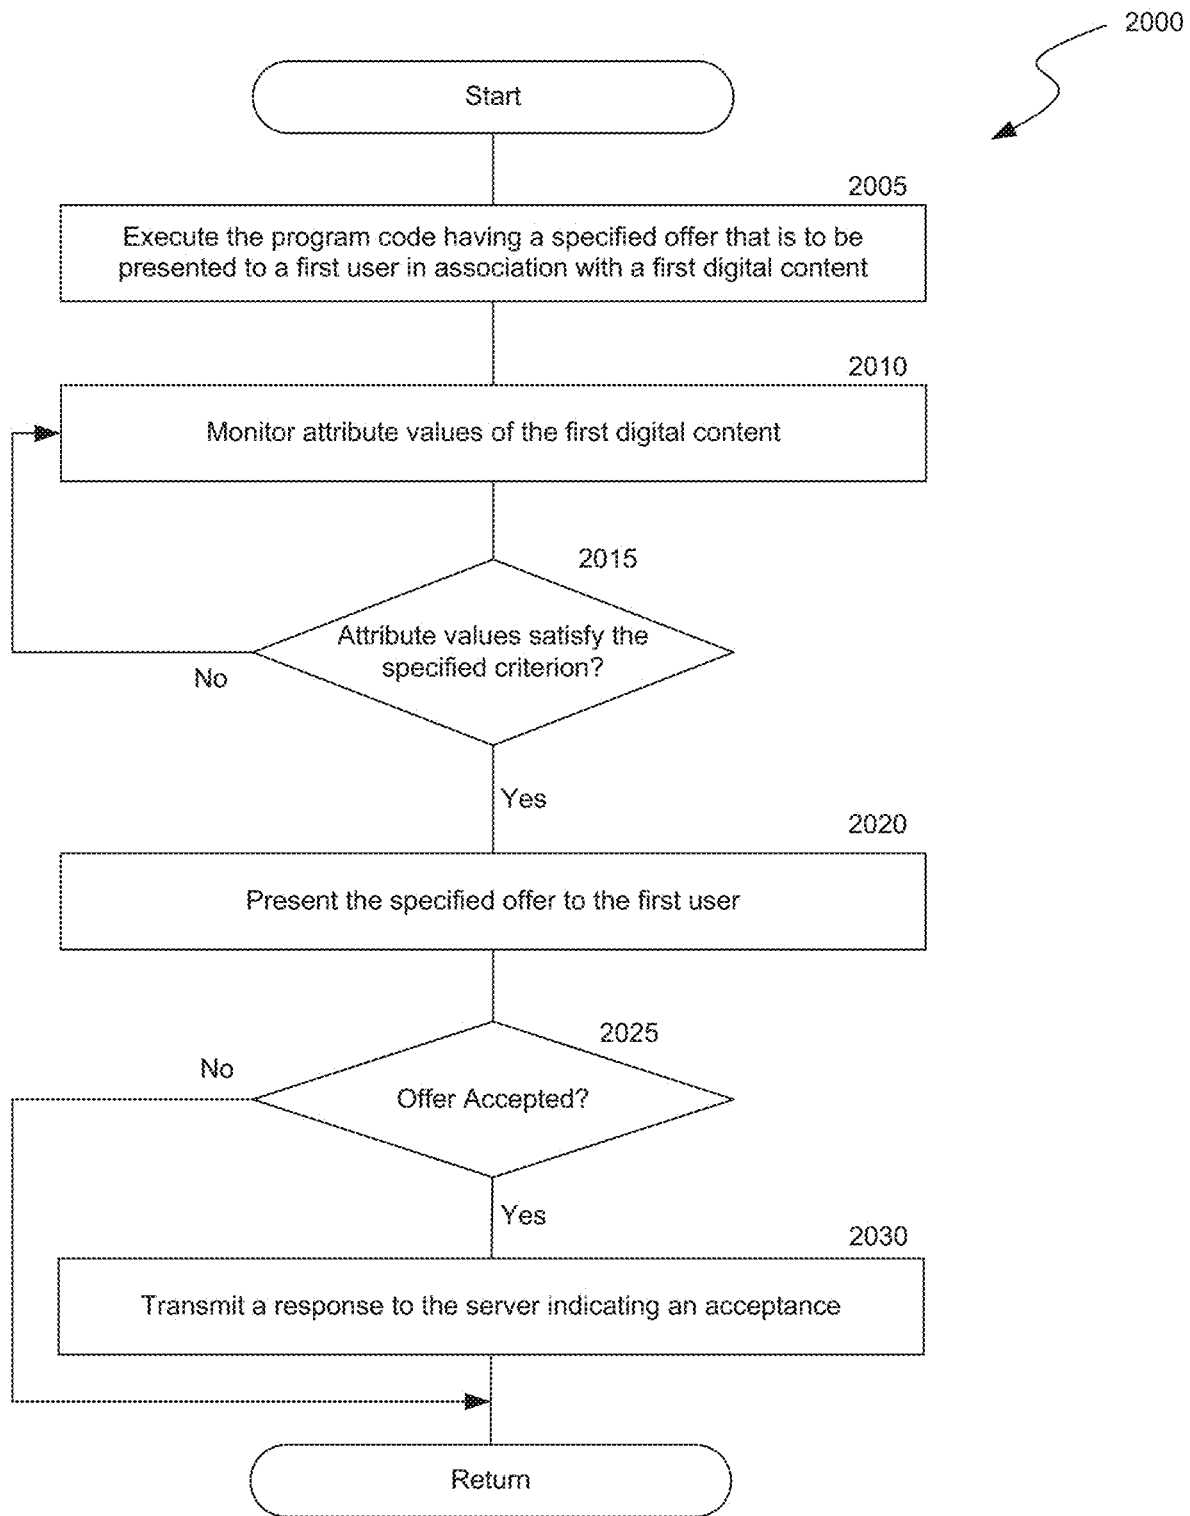 2000
Start
2005
Execute the program code having a specified offer that is to be
presented to a first user in association with a first digital content
2010
Monitor attribute values of the first digital content
2015
Attribute values satisfy the
specified criterion?
No
Yes
2020
Present the specified offer to the first user
2025
No
Offer Accepted?
Yes
2030
Transmit a response to the server indicating an acceptance
Return